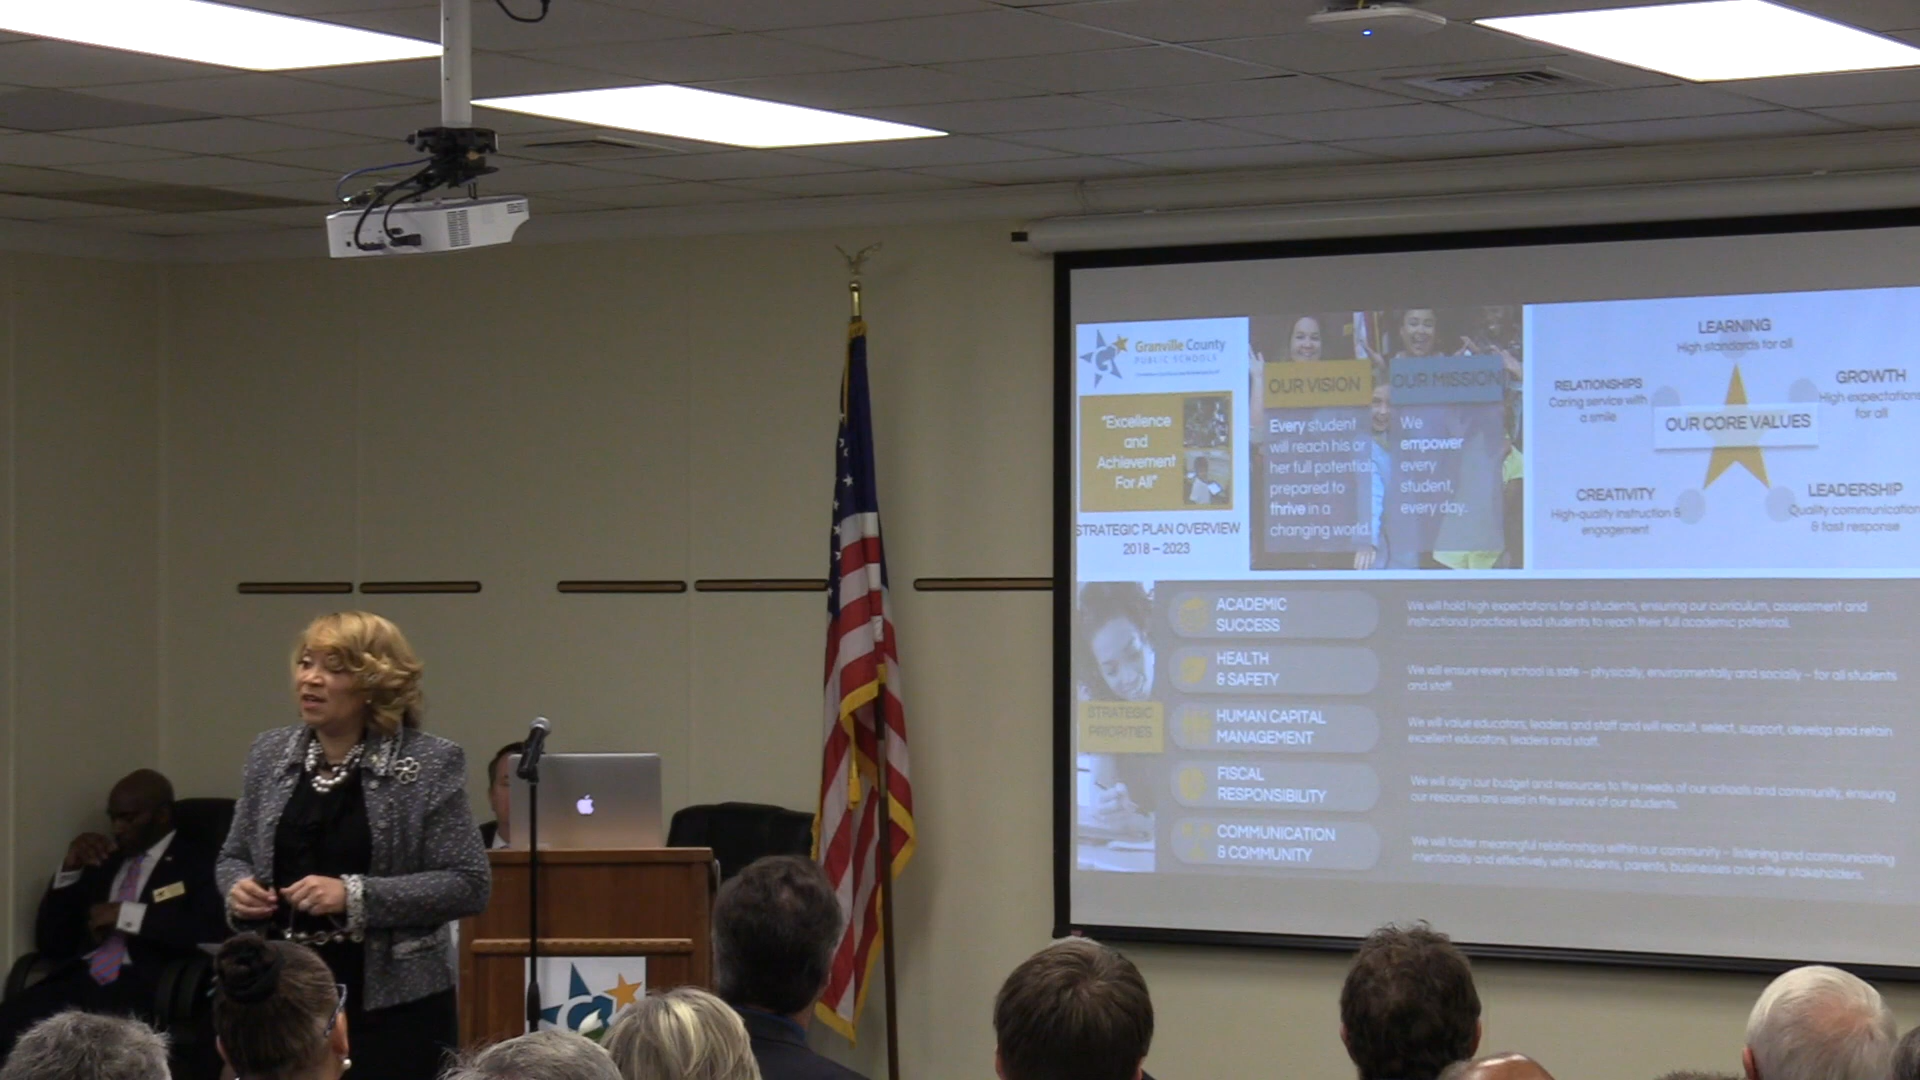 Granville County
PUBLIC SCHOOLS
"Excellence
and
Achievement
For All"
STRATEGIC PLAN OVERVIEW
2018 – 2023
OUR VISION
Every student
will reach his or
her full potential
prepared to
thrive in a
changing world.
OUR MISSION
We
empower
every
student,
every day.
LEARNING
High standards for all
RELATIONSHIPS
Caring service with
a smile
GROWTH
High expectations
for all
OUR CORE VALUES
CREATIVITY
High-quality instruction &
engagement
LEADERSHIP
Quality communication
& fast response
STRATEGIC
PRIORITIES
ACADEMIC
SUCCESS
We will hold high expectations for all students, ensuring our curriculum, assessment and
instructional practices lead students to reach their full academic potential.
HEALTH
& SAFETY
We will ensure every school is safe – physically, environmentally and socially – for all students
and staff.
HUMAN CAPITAL
MANAGEMENT
We will value educators, leaders and staff and will recruit, select, support, develop and retain
excellent educators, leaders and staff.
FISCAL
RESPONSIBILITY
We will align our budget and resources to the needs of our schools and community, ensuring
our resources are used in the service of our students.
COMMUNICATION
& COMMUNITY
We will foster meaningful relationships within our community – listening and communicating
intentionally and effectively with students, parents, businesses and other stakeholders.